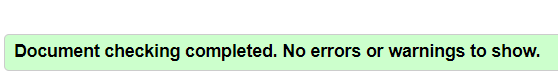 Document checking completed. No errors or warnings to show.